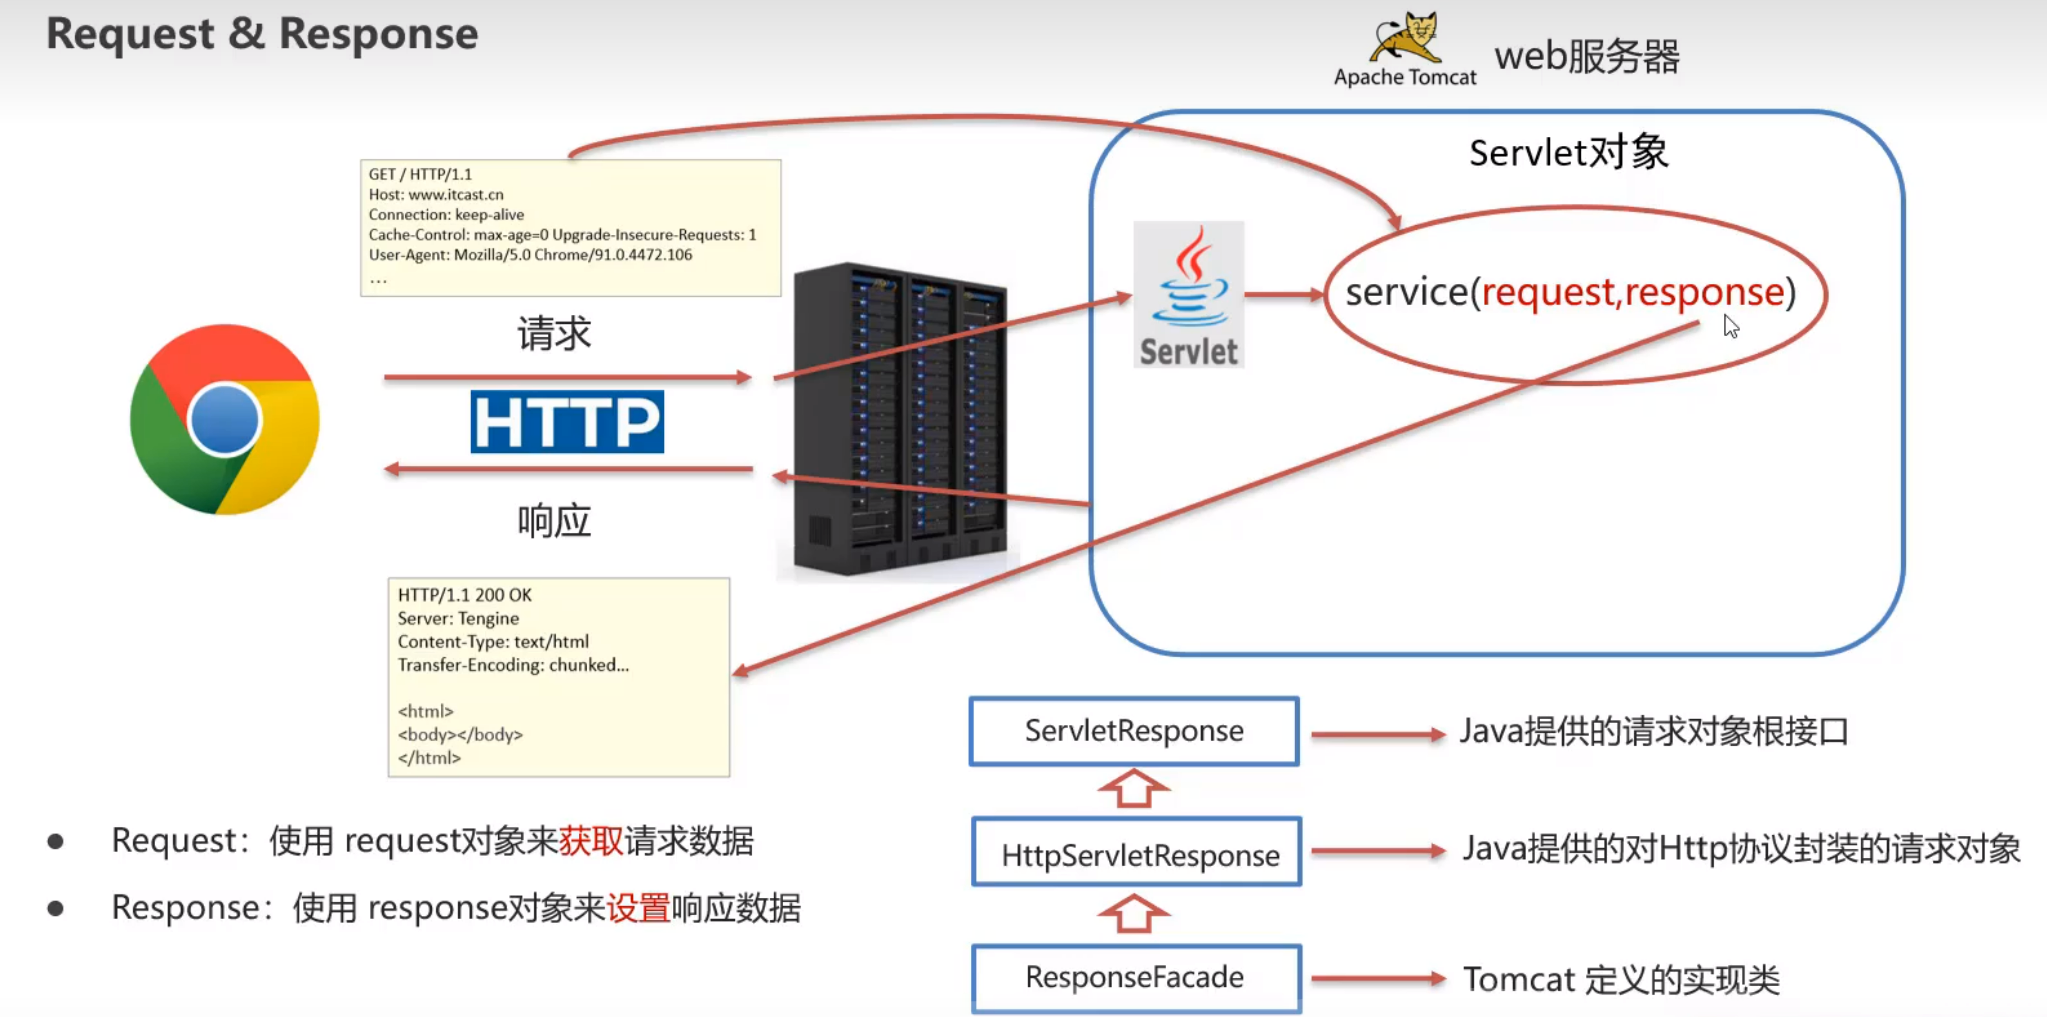 Request & Response
Apache Tomcat
web服务器
Servlet对象
GET / HTTP/1.1
Host: www.itcast.cn
Connection: keep-alive
Cache-Control: max-age=0 Upgrade-Insecure-Requests: 1
User-Agent: Mozilla/5.0 Chrome/91.0.4472.106
...
请求
HTTP
响应
Servlet
service(request,response)
HTTP/1.1 200 OK
Server: Tengine
Content-Type: text/html
Transfer-Encoding: chunked...
<html>
<body></body>
</html>
ServletResponse
Java提供的请求对象根接口
HttpServletResponse
Java提供的对Http协议封装的请求对象
ResponseFacade
Tomcat 定义的实现类
● Request：使用 request对象来获取请求数据
● Response：使用 response对象来设置响应数据